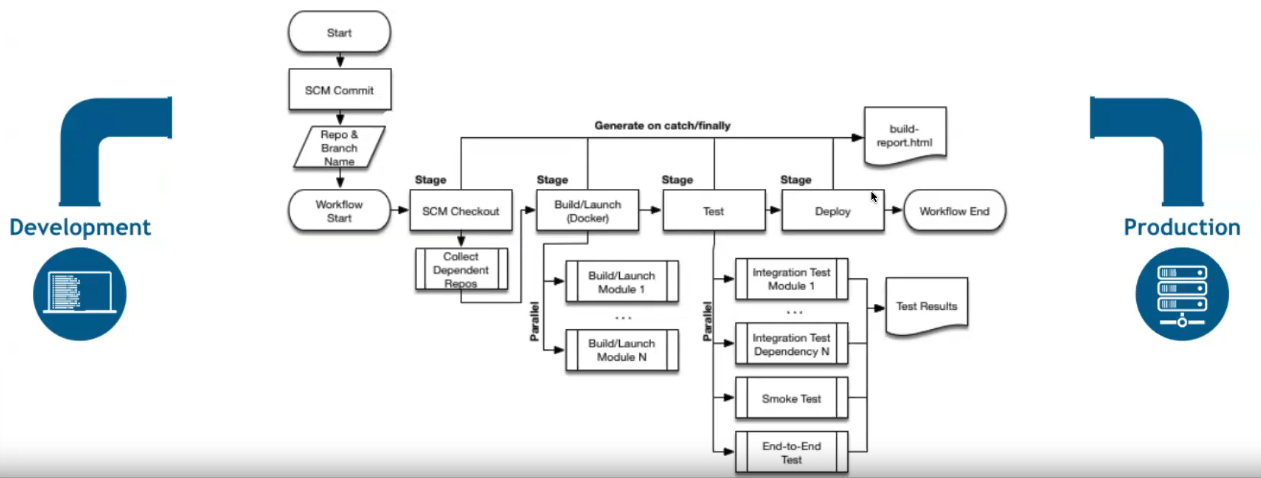 Start
SCM Commit
Repo &
Branch
Name
Generate on catch/finally
build-
report.html
Stage
Stage
Stage
Stage
Workflow
Start
SCM Checkout
Build/Launch
(Docker)
Test
Deploy
Workflow End
Development
Production
Collect
Dependent
Repos
Parallel
Build/Launch
Module 1
...
Build/Launch
Module N
Parallel
Integration Test
Module 1
...
Integration Test
Dependency N
Smoke Test
End-to-End
Test
Test Results